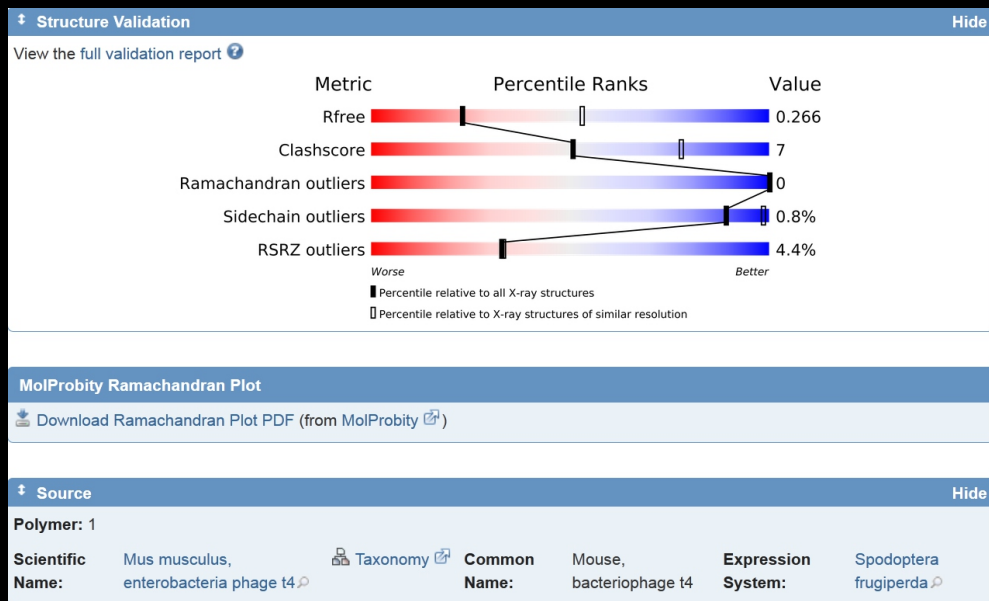 Structure Validation Hide
View the full validation report ?
Metric Percentile Ranks Value
Rfree 0.266
Clashscore 7
Ramachandran outliers 0
Sidechain outliers 0.8%
RSRZ outliers 4.4%
Worse Better
Percentile relative to all X-ray structures
Percentile relative to X-ray structures of similar resolution
MolProbity Ramachandran Plot
Download Ramachandran Plot PDF (from MolProbity )
Source Hide
Polymer: 1
Scientific Mus musculus, Taxonomy Common Mouse, Expression Spodoptera
Name: enterobacteria phage t4 Name: bacteriophage t4 System: frugiperda